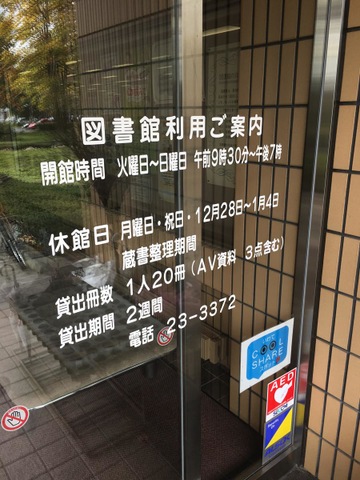 図書館利用ご案内
開館時間 火曜日~日曜日 午前9時30分~午後7時
休館日 月曜日・祝日・12月28日~1月4日
蔵書整理期間
貸出冊数 1人20冊(AV資料 3点含む)
貸出期間 2週間
電話 23-3372
COOL
SHARE
AED